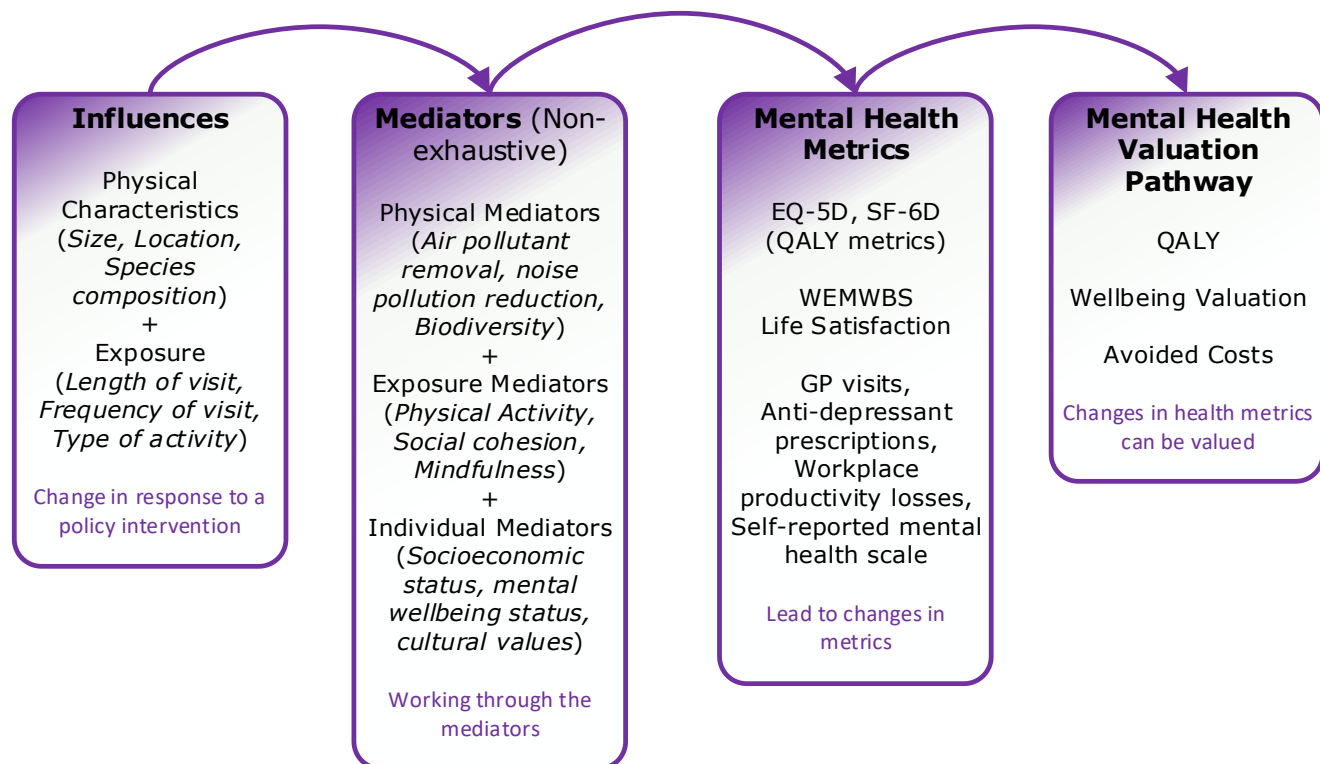 Influences
Physical
Characteristics
(Size, Location,
Species
composition)
+
Exposure
(Length of visit,
Frequency of visit,
Type of activity)
Change in response to a
policy intervention
Mediators (Non-
exhaustive)
Physical Mediators
(Air pollutant
removal, noise
pollution reduction,
Biodiversity)
+
Exposure Mediators
(Physical Activity,
Social cohesion,
Mindfulness)
+
Individual Mediators
(Socioeconomic
status, mental
wellbeing status,
cultural values)
Working through the
mediators
Mental Health
Metrics
EQ-5D, SF-6D
(QALY metrics)
WEMWBS
Life Satisfaction
GP visits,
Anti-depressant
prescriptions,
Workplace
productivity losses,
Self-reported mental
health scale
Lead to changes in
metrics
Mental Health
Valuation
Pathway
QALY
Wellbeing Valuation
Avoided Costs
Changes in health metrics
can be valued